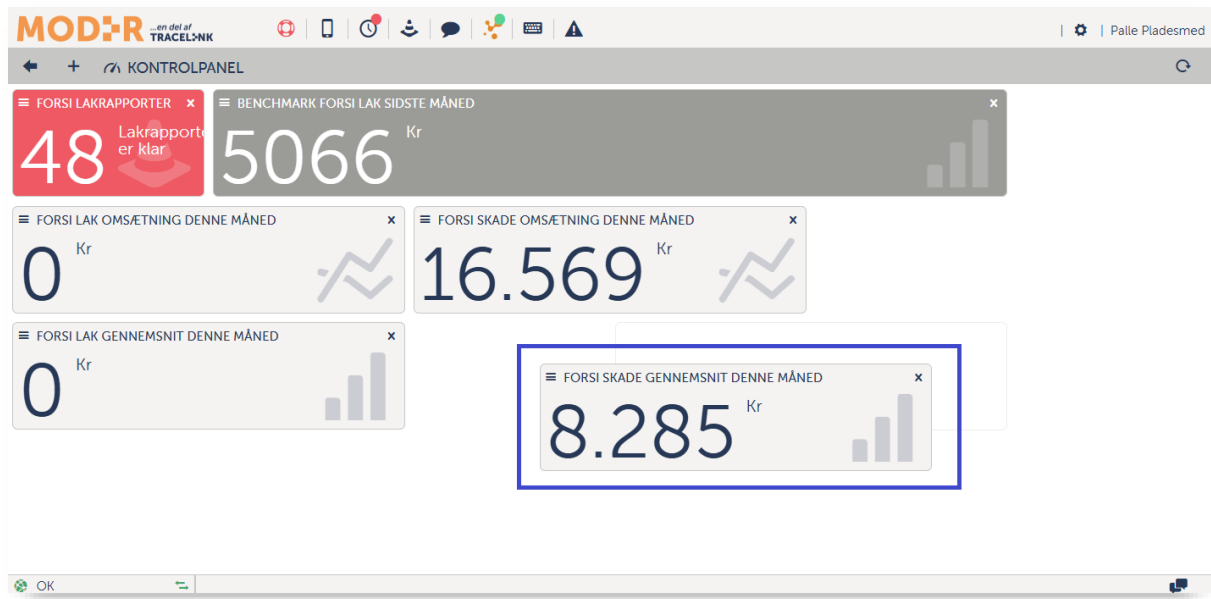 MODER ...en del af TRACELINK
Palle Pladesmed
KONTROLPANEL
FORSI LAKRAPPORTER x
48 Lakrapporte
er klar
BENCHMARK FORSI LAK SIDSTE MÅNED x
5066 Kr
FORSI LAK OMSÆTNING DENNE MÅNED x
0 Kr
FORSI SKADE OMSÆTNING DENNE MÅNED x
16.569 Kr
FORSI LAK GENNEMSNIT DENNE MÅNED x
0 Kr
FORSI SKADE GENNEMSNIT DENNE MÅNED x
8.285 Kr
OK